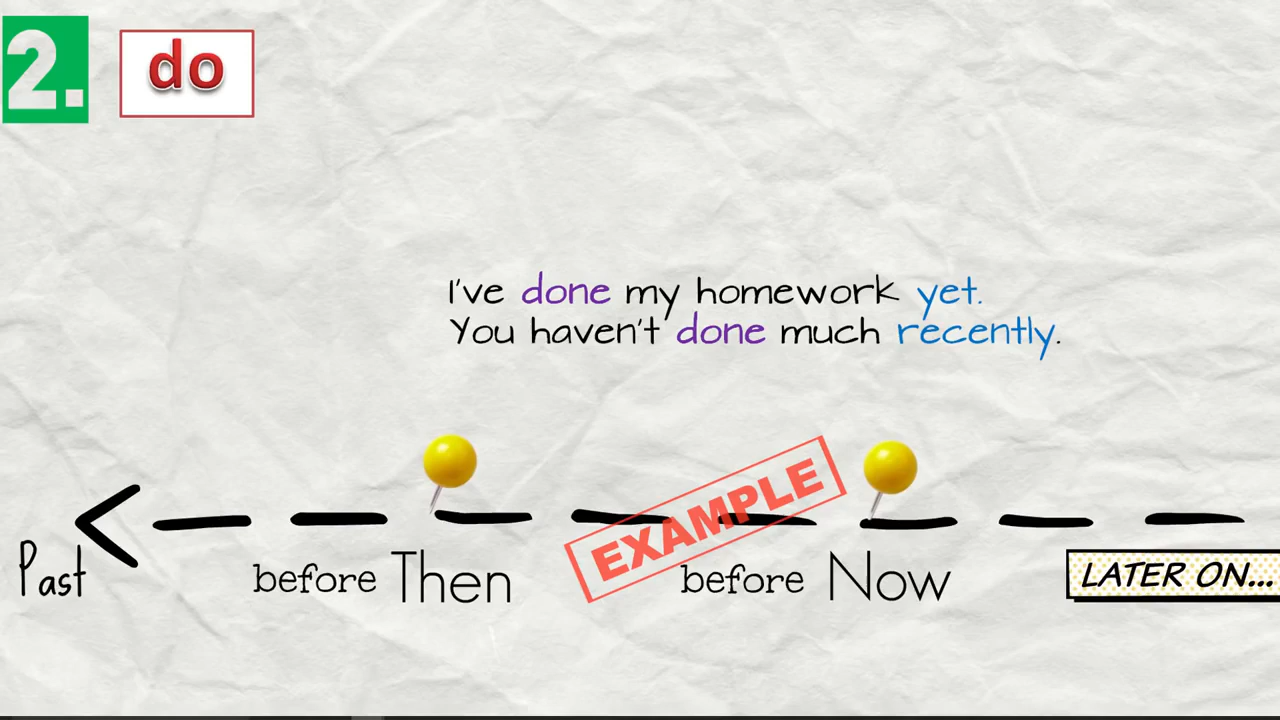 2.
do
I've done my homework yet.
You haven't done much recently.
EXAMPLE
Past
before Then
before Now
LATER ON...